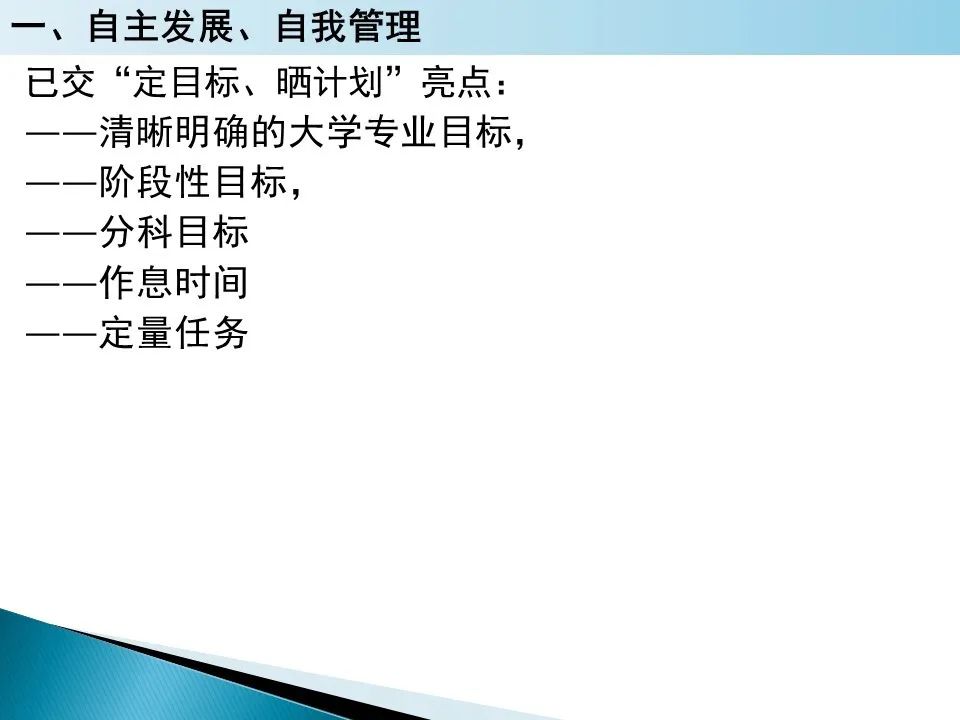 一、自主发展、自我管理
已交“定目标、晒计划”亮点：
——清晰明确的大学专业目标，
——阶段性目标，
——分科目标
——作息时间
——定量任务